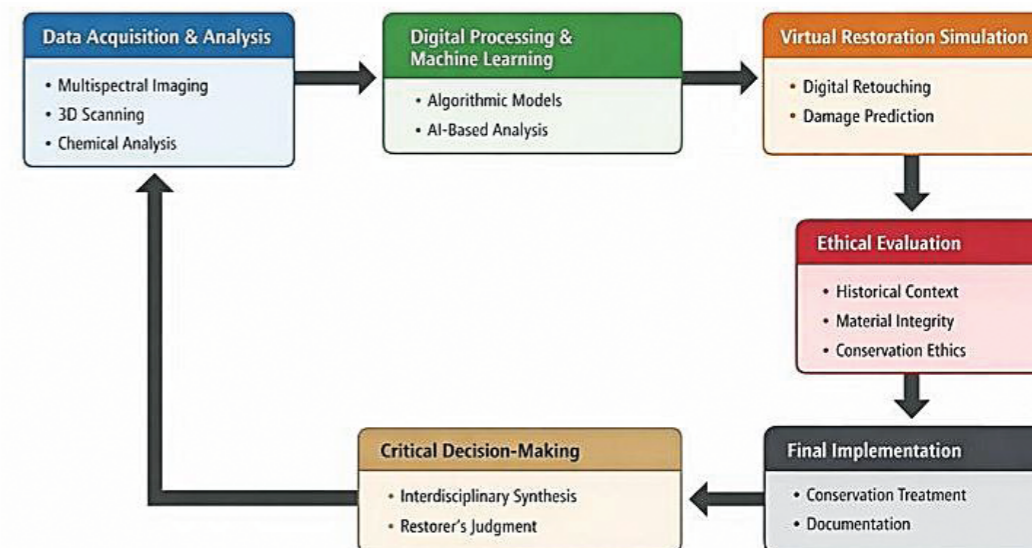 Data Acquisition & Analysis
• Multispectral Imaging
• 3D Scanning
• Chemical Analysis
Digital Processing &
Machine Learning
• Algorithmic Models
• AI-Based Analysis
Virtual Restoration Simulation
• Digital Retouching
• Damage Prediction
Ethical Evaluation
• Historical Context
• Material Integrity
• Conservation Ethics
Final Implementation
• Conservation Treatment
• Documentation
Critical Decision-Making
• Interdisciplinary Synthesis
• Restorer's Judgment